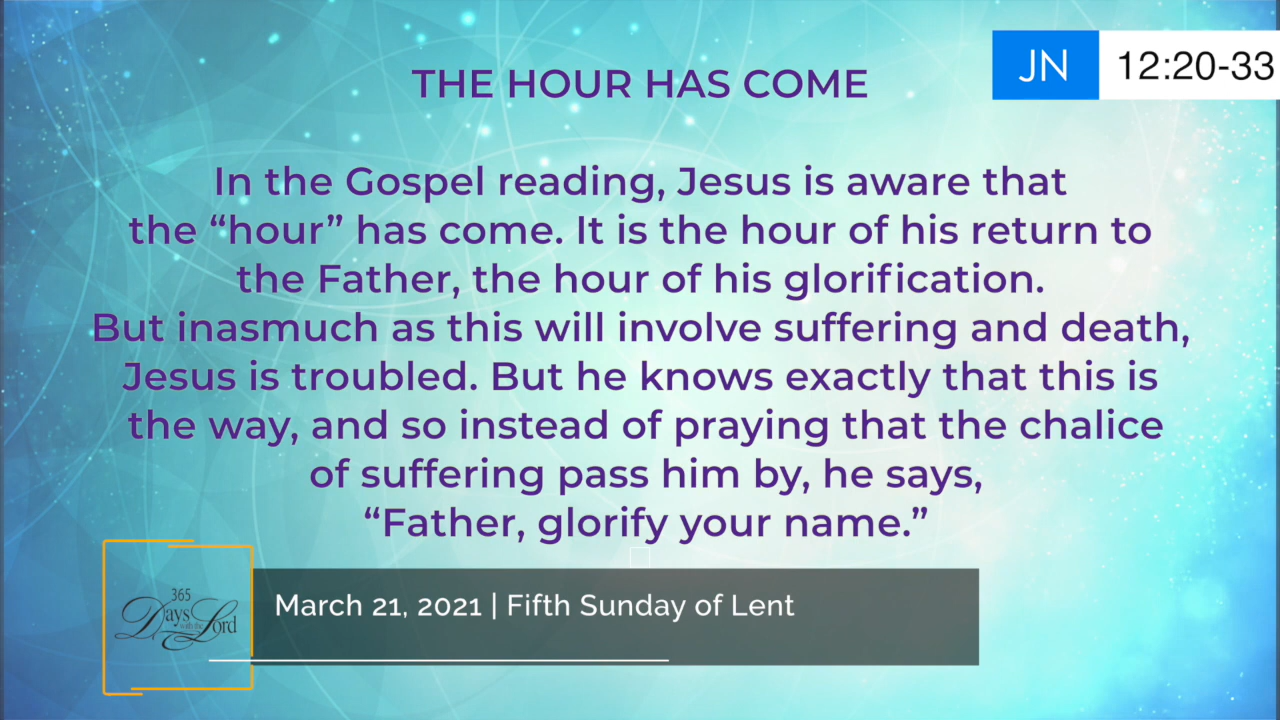 JN 12:20-33
THE HOUR HAS COME
In the Gospel reading, Jesus is aware that
the “hour” has come. It is the hour of his return to
the Father, the hour of his glorification.
But inasmuch as this will involve suffering and death,
Jesus is troubled. But he knows exactly that this is
the way, and so instead of praying that the chalice
of suffering pass him by, he says,
“Father, glorify your name.”
365
Days with the Lord
March 21, 2021 | Fifth Sunday of Lent